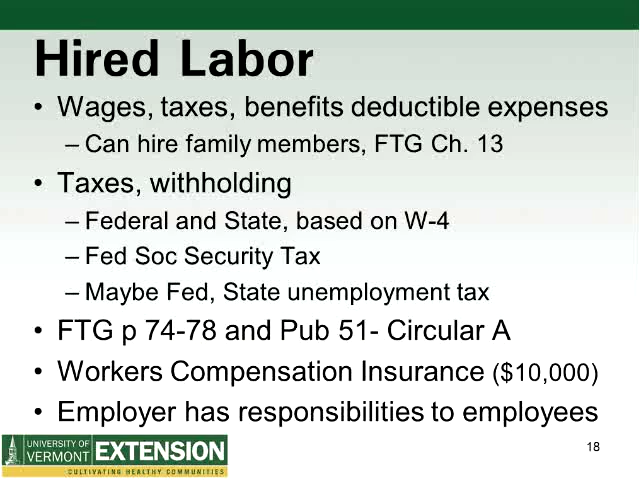 Hired Labor
• Wages, taxes, benefits deductible expenses
– Can hire family members, FTG Ch. 13
• Taxes, withholding
– Federal and State, based on W-4
– Fed Soc Security Tax
– Maybe Fed, State unemployment tax
• FTG p 74-78 and Pub 51- Circular A
• Workers Compensation Insurance ($10,000)
• Employer has responsibilities to employees
UNIVERSITY OF
VERMONT EXTENSION
CULTIVATING HEALTHY COMMUNITIES
18